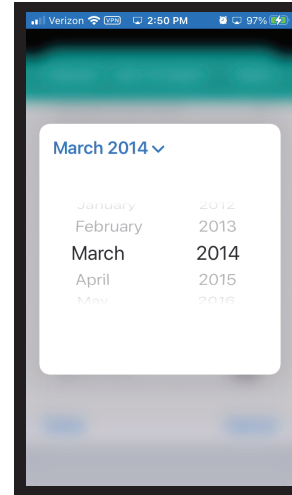 Verizon VPN 2:50 PM 97%
March 2014
January 2012
February 2013
March 2014
April 2015
May 2016